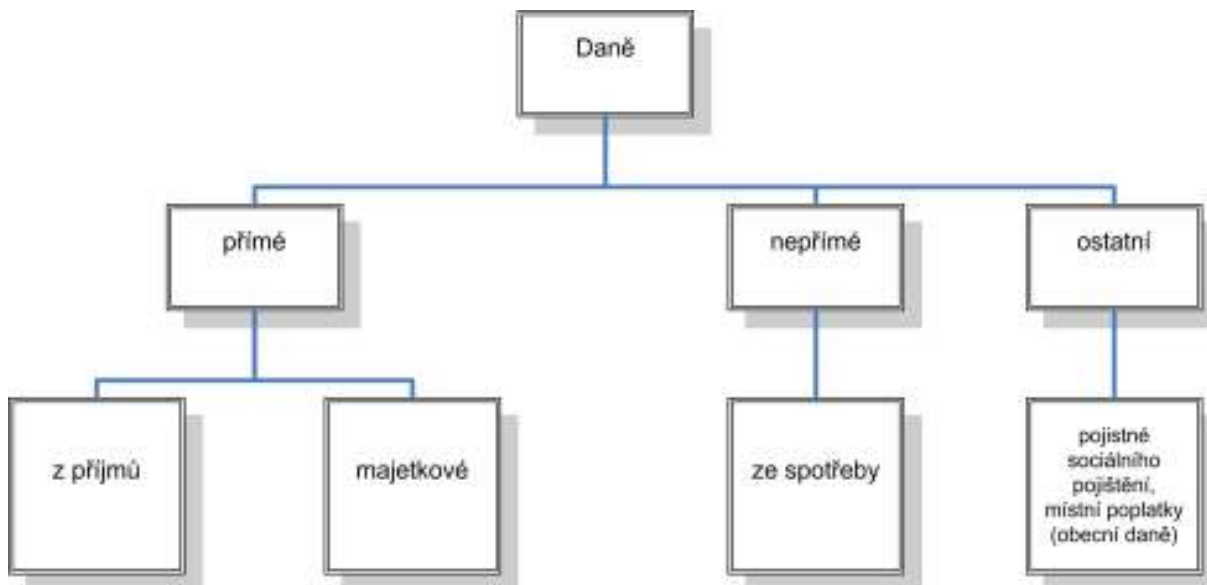 Daně
přímé
nepřímé
ostatní
z příjmů
majetkové
ze spotřeby
pojistné
sociálního
pojištění,
místní poplatky
(obecní daně)